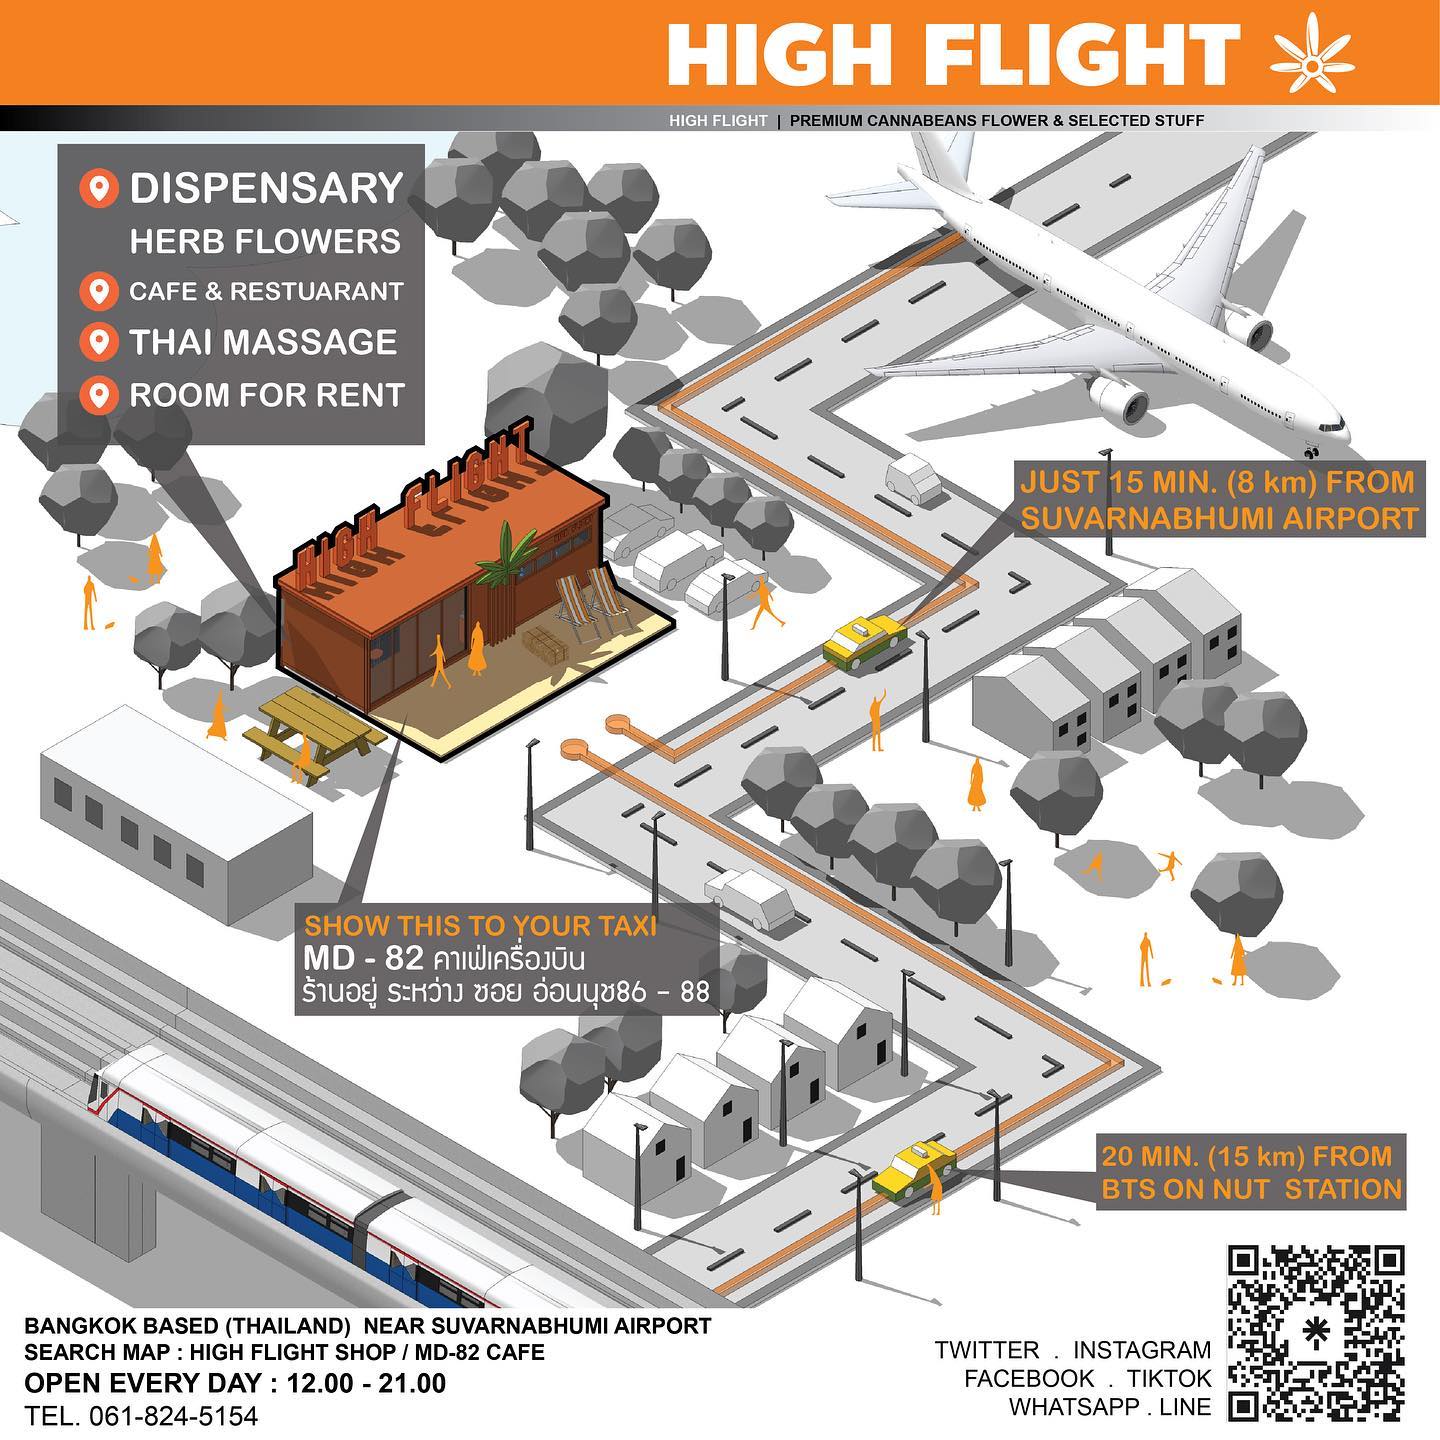 HIGH FLIGHT
HIGH FLIGHT | PREMIUM CANNABEANS FLOWER & SELECTED STUFF
DISPENSARY
HERB FLOWERS
CAFE & RESTUARANT
THAI MASSAGE
ROOM FOR RENT
HIGH FLIGHT
JUST 15 MIN. (8 km) FROM
SUVARNABHUMI AIRPORT
SHOW THIS TO YOUR TAXI
MD - 82 คาเฟ่เครื่องบิน
ร้านอยู่ ระหว่าง ซอย อ่อนนุช86 - 88
20 MIN. (15 km) FROM
BTS ON NUT STATION
BANGKOK BASED (THAILAND) NEAR SUVARNABHUMI AIRPORT
SEARCH MAP : HIGH FLIGHT SHOP / MD-82 CAFE
OPEN EVERY DAY : 12.00 - 21.00
TEL. 061-824-5154
TWITTER . INSTAGRAM
FACEBOOK . TIKTOK
WHATSAPP . LINE